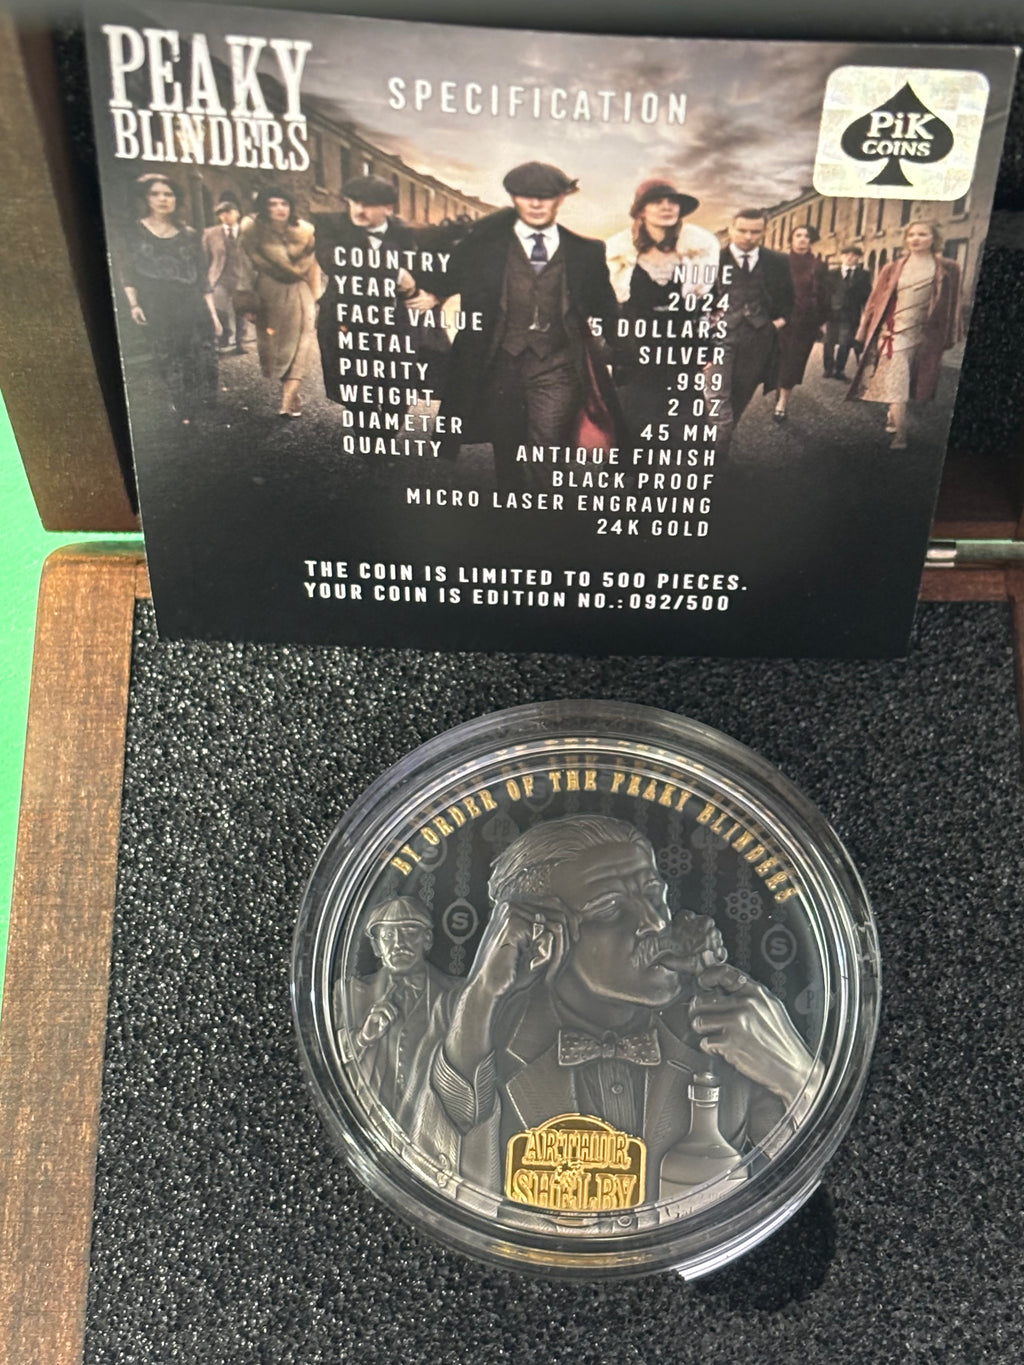 PEAKY
BLINDERS
SPECIFICATION
PiK
COINS
COUNTRY NIUE
YEAR 2024
FACE VALUE 5 DOLLARS
METAL SILVER
PURITY .999
WEIGHT 2 OZ
DIAMETER 45 MM
QUALITY ANTIQUE FINISH
BLACK PROOF
MICRO LASER ENGRAVING
24K GOLD
THE COIN IS LIMITED TO 500 PIECES.
YOUR COIN IS EDITION NO.: 092/500
BY ORDER OF THE PEAKY BLINDERS
S
S
ARTHUR
SHELBY